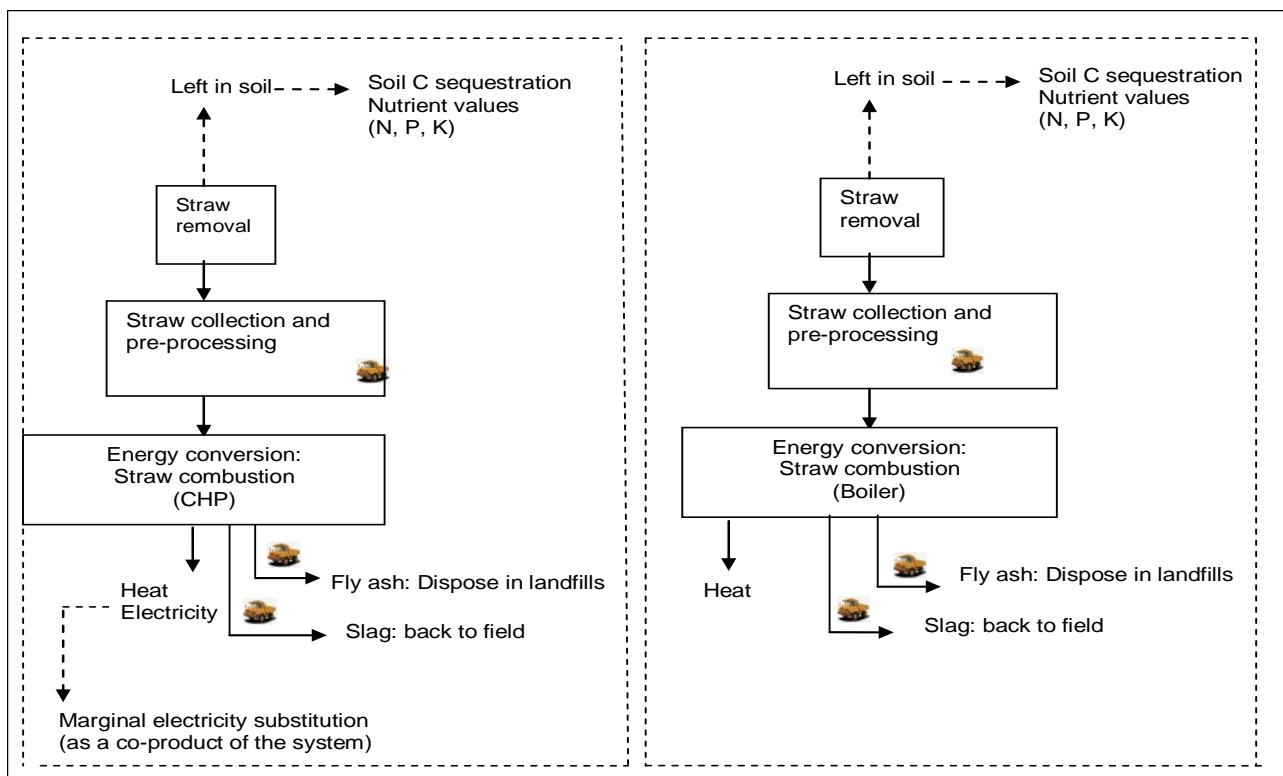 Left in soil
Soil C sequestration
Nutrient values
(N, P, K)
Straw
removal
Straw collection and
pre-processing
Energy conversion:
Straw combustion
(CHP)
Heat
Electricity
Fly ash: Dispose in landfills
Slag: back to field
Marginal electricity substitution
(as a co-product of the system)
Left in soil
Soil C sequestration
Nutrient values
(N, P, K)
Straw
removal
Straw collection and
pre-processing
Energy conversion:
Straw combustion
(Boiler)
Heat
Fly ash: Dispose in landfills
Slag: back to field